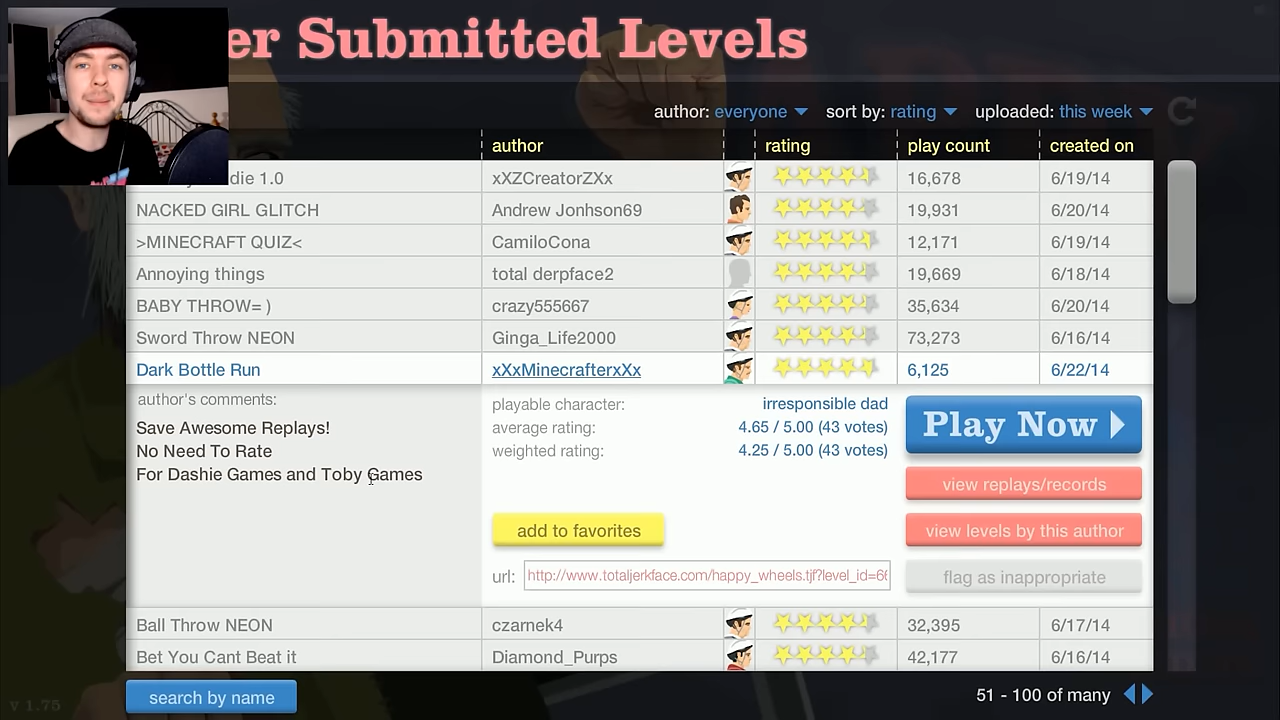 er Submitted Levels
author: everyone sort by: rating uploaded: this week
author rating play count created on
die 1.0 xXZCreatorZXx 16,678 6/19/14
NACKED GIRL GLITCH Andrew Jonhson69 19,931 6/20/14
>MINECRAFT QUIZ< CamiloCona 12,171 6/19/14
Annoying things total derpface2 19,669 6/18/14
BABY THROW= ) crazy555667 35,634 6/20/14
Sword Throw NEON Ginga_Life2000 73,273 6/16/14
Dark Bottle Run xXxMinecrafterxXx 6,125 6/22/14
author's comments:
Save Awesome Replays!
No Need To Rate
For Dashie Games and Toby Games
playable character: irresponsible dad
average rating: 4.65 / 5.00 (43 votes)
weighted rating: 4.25 / 5.00 (43 votes)
add to favorites
url: http://www.totaljerkface.com/happy_wheels.tjf?level_id=6
Play Now
view replays/records
view levels by this author
flag as inappropriate
Ball Throw NEON czarnek4 32,395 6/17/14
Bet You Cant Beat it Diamond_Purps 42,177 6/16/14
search by name 51 - 100 of many
v 1.75